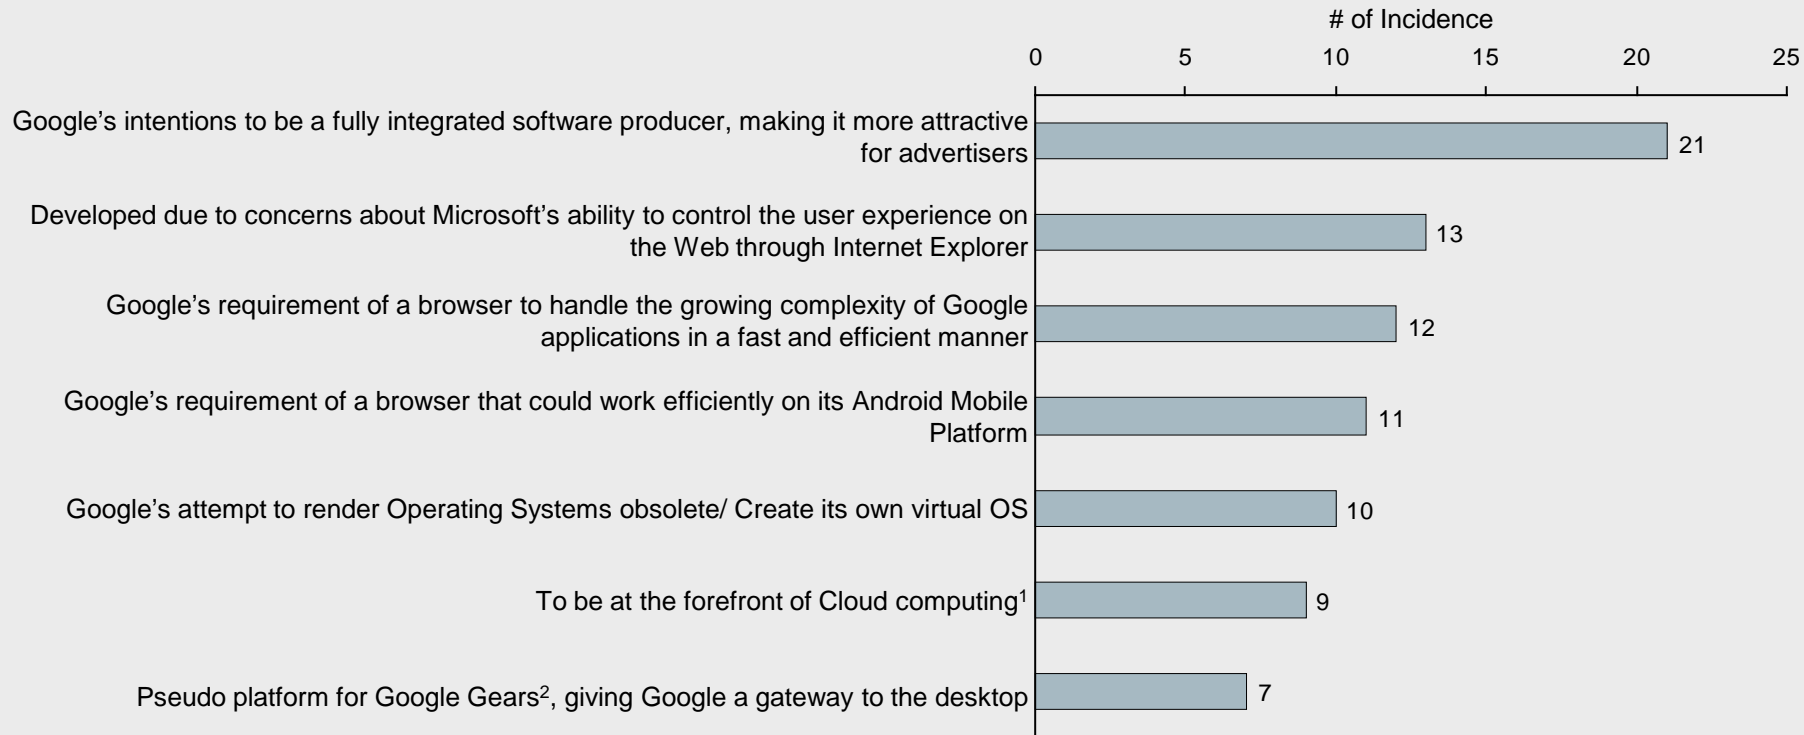 # of Incidence
0 5 10 15 20 25
Google’s intentions to be a fully integrated software producer, making it more attractive
for advertisers
21
Developed due to concerns about Microsoft’s ability to control the user experience on
the Web through Internet Explorer
13
Google’s requirement of a browser to handle the growing complexity of Google
applications in a fast and efficient manner
12
Google’s requirement of a browser that could work efficiently on its Android Mobile
Platform
11
Google’s attempt to render Operating Systems obsolete/ Create its own virtual OS
10
To be at the forefront of Cloud computing¹
9
Pseudo platform for Google Gears², giving Google a gateway to the desktop
7